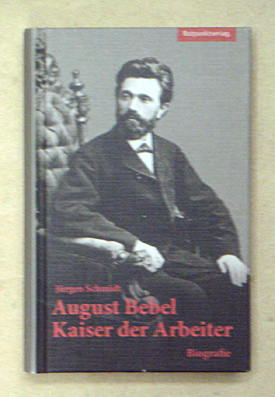 Rotpunktverlag.
Jürgen Schmidt
August Bebel
Kaiser der Arbeiter
Biografie